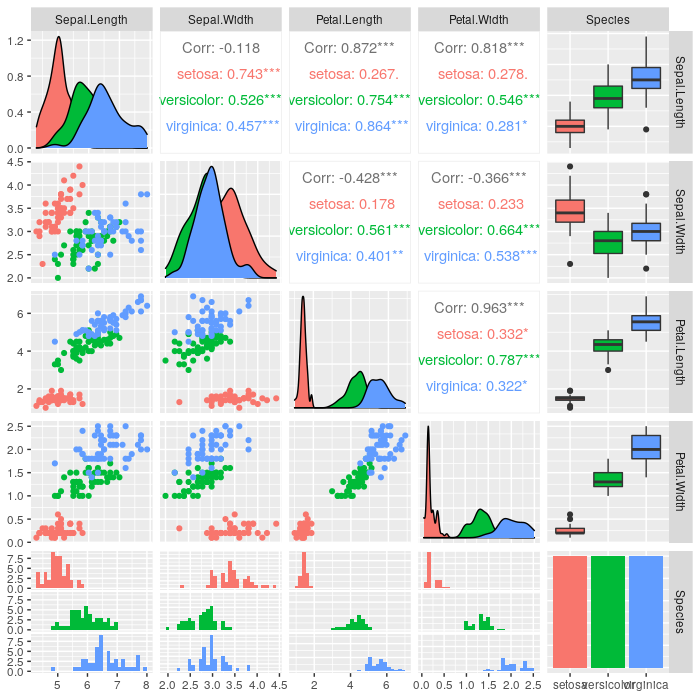 Sepal.Length Sepal.Width Petal.Length Petal.Width Species
1.2
0.8
0.4
0.0
Corr: -0.118
setosa: 0.743***
versicolor: 0.526***
virginica: 0.457***
Corr: 0.872***
setosa: 0.267.
versicolor: 0.754***
virginica: 0.864***
Corr: 0.818***
setosa: 0.278.
versicolor: 0.546***
virginica: 0.281*
Sepal.Length
4.5
4.0
3.5
3.0
2.5
2.0
Corr: -0.428***
setosa: 0.178
versicolor: 0.561***
virginica: 0.401**
Corr: -0.366***
setosa: 0.233
versicolor: 0.664***
virginica: 0.538***
Sepal.Width
6
4
2
Corr: 0.963***
setosa: 0.332*
versicolor: 0.787***
virginica: 0.322*
Petal.Length
2.5
2.0
1.5
1.0
0.5
0.0
Petal.Width
7.5
5.0
2.5
0.0
7.5
5.0
2.5
0.0
7.5
5.0
2.5
0.0
Species
5 6 7 8
2.0 2.5 3.0 3.5 4.0 4.5
2 4 6
0.0 0.5 1.0 1.5 2.0 2.5
setosa versicolor virginica